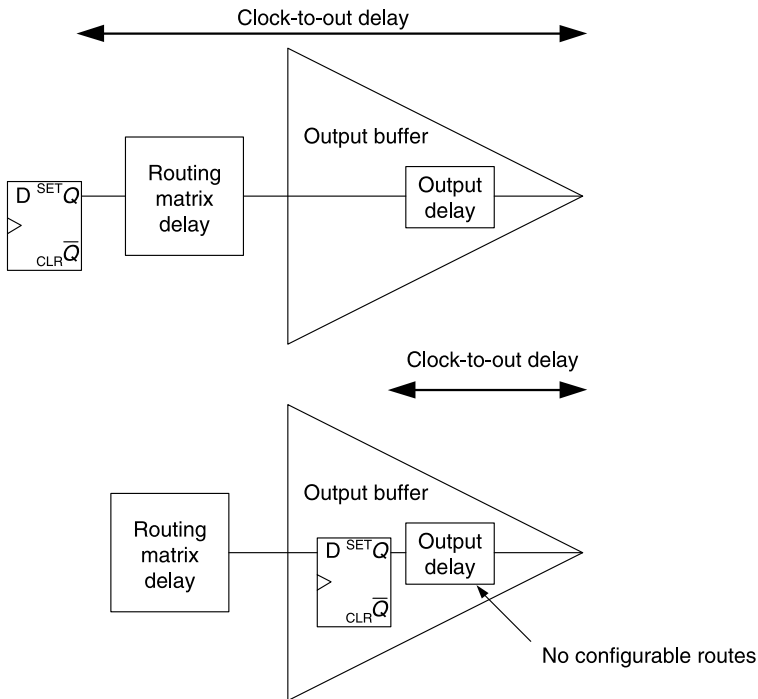 Clock-to-out delay
Output buffer
Routing
matrix
delay
Output
delay
D SET Q
CLR Q̅
Clock-to-out delay
Output buffer
Routing
matrix
delay
D SET Q
CLR Q̅
Output
delay
No configurable routes